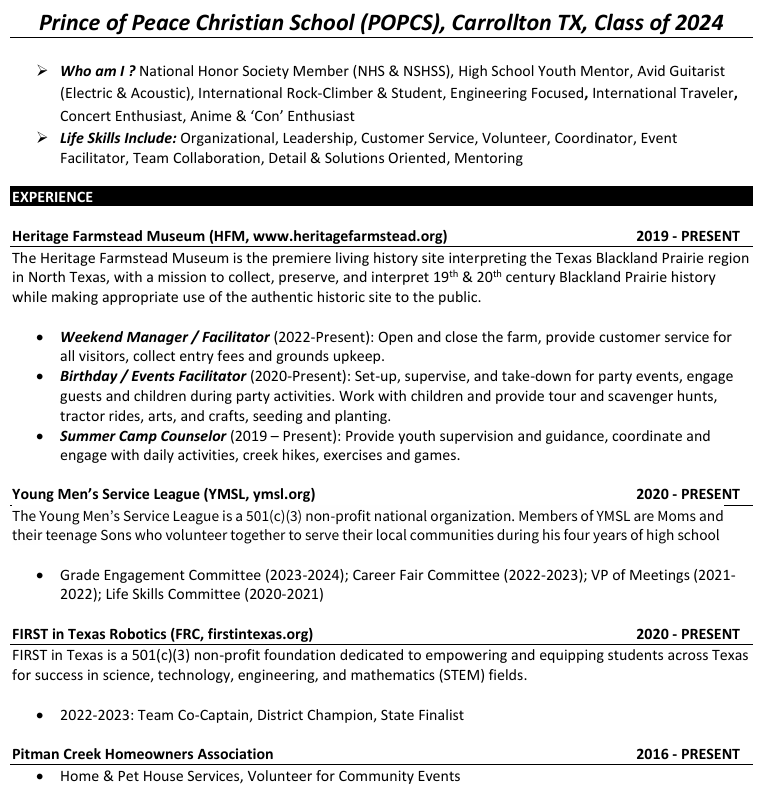 Prince of Peace Christian School (POPCS), Carrollton TX, Class of 2024
➢ Who am I ? National Honor Society Member (NHS & NSHSS), High School Youth Mentor, Avid Guitarist
(Electric & Acoustic), International Rock-Climber & Student, Engineering Focused, International Traveler,
Concert Enthusiast, Anime & ‘Con’ Enthusiast
➢ Life Skills Include: Organizational, Leadership, Customer Service, Volunteer, Coordinator, Event
Facilitator, Team Collaboration, Detail & Solutions Oriented, Mentoring
EXPERIENCE
Heritage Farmstead Museum (HFM, www.heritagefarmstead.org) 2019 - PRESENT
The Heritage Farmstead Museum is the premiere living history site interpreting the Texas Blackland Prairie region
in North Texas, with a mission to collect, preserve, and interpret 19th & 20th century Blackland Prairie history
while making appropriate use of the authentic historic site to the public.
• Weekend Manager / Facilitator (2022-Present): Open and close the farm, provide customer service for
all visitors, collect entry fees and grounds upkeep.
• Birthday / Events Facilitator (2020-Present): Set-up, supervise, and take-down for party events, engage
guests and children during party activities. Work with children and provide tour and scavenger hunts,
tractor rides, arts, and crafts, seeding and planting.
• Summer Camp Counselor (2019 – Present): Provide youth supervision and guidance, coordinate and
engage with daily activities, creek hikes, exercises and games.
Young Men’s Service League (YMSL, ymsl.org) 2020 - PRESENT
The Young Men’s Service League is a 501(c)(3) non-profit national organization. Members of YMSL are Moms and
their teenage Sons who volunteer together to serve their local communities during his four years of high school
• Grade Engagement Committee (2023-2024); Career Fair Committee (2022-2023); VP of Meetings (2021-
2022); Life Skills Committee (2020-2021)
FIRST in Texas Robotics (FRC, firstintexas.org) 2020 - PRESENT
FIRST in Texas is a 501(c)(3) non-profit foundation dedicated to empowering and equipping students across Texas
for success in science, technology, engineering, and mathematics (STEM) fields.
• 2022-2023: Team Co-Captain, District Champion, State Finalist
Pitman Creek Homeowners Association 2016 - PRESENT
• Home & Pet House Services, Volunteer for Community Events